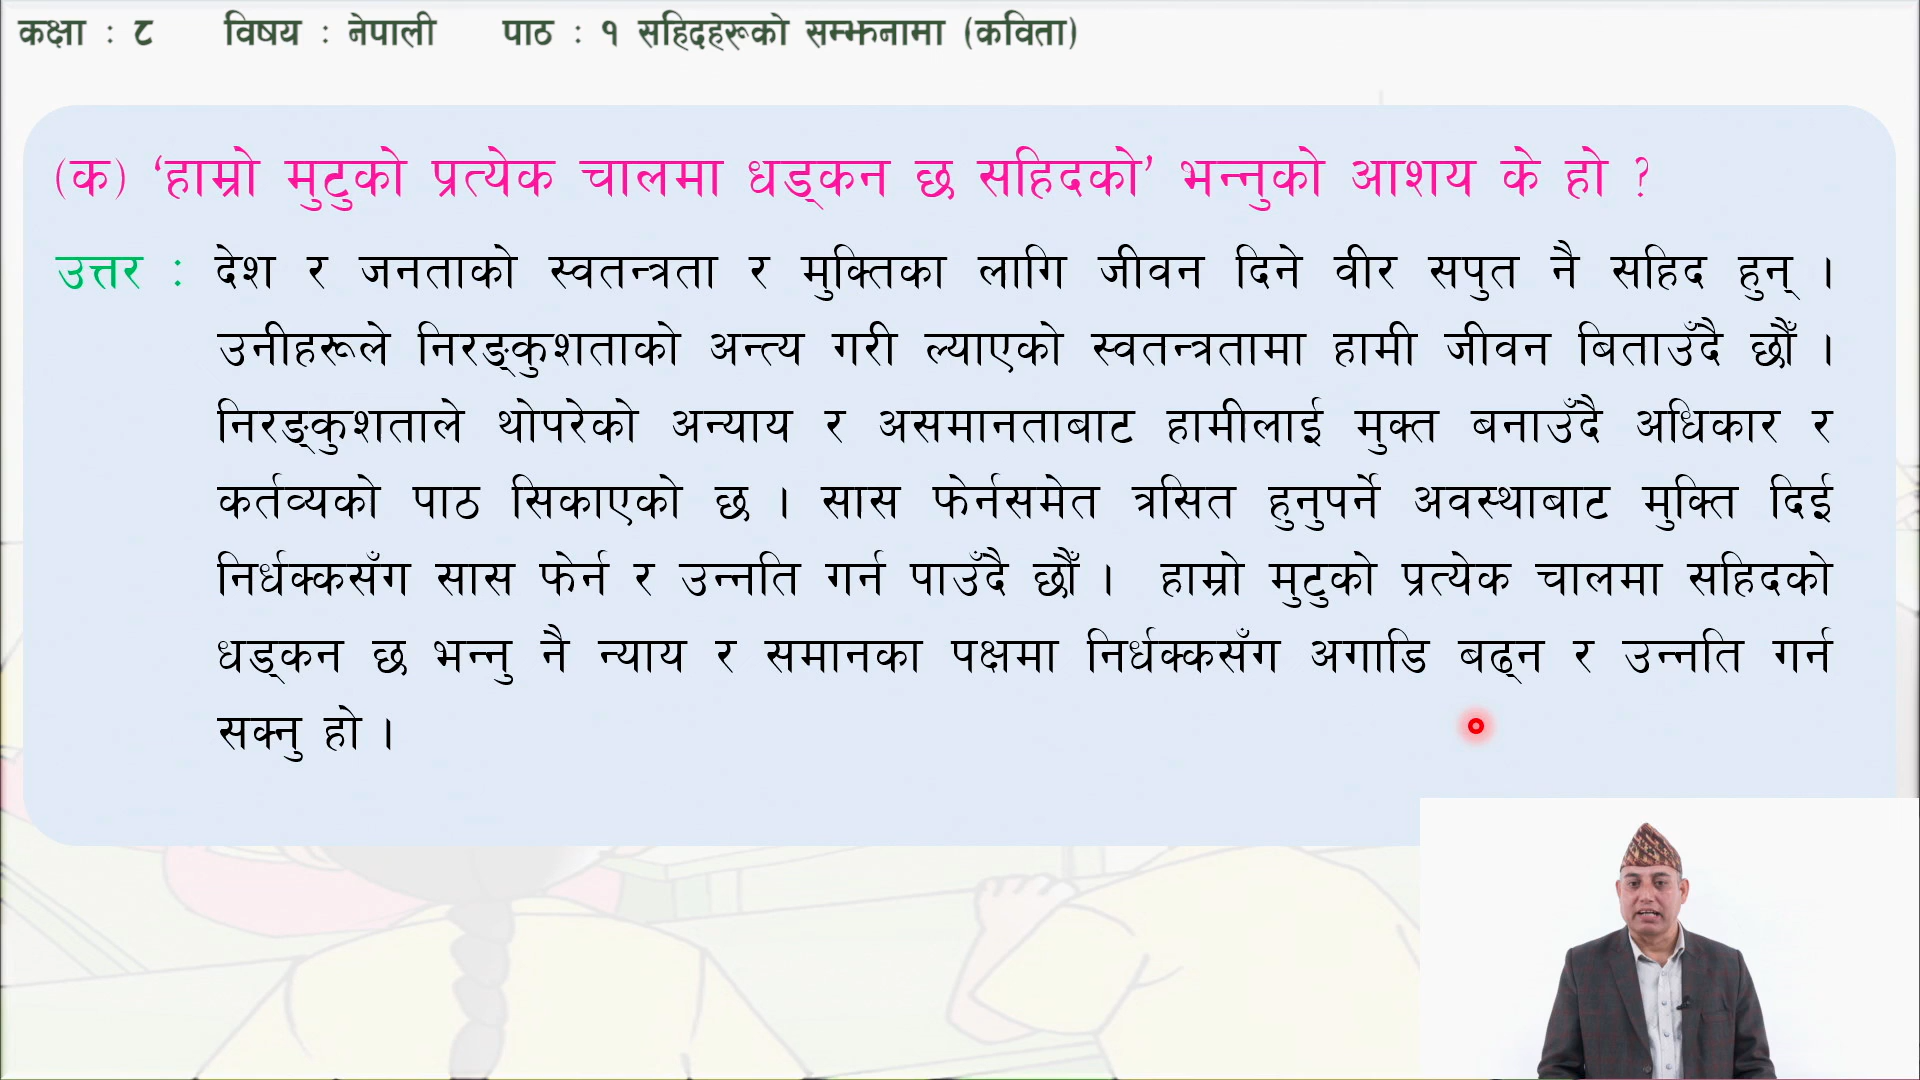 कक्षा : ८ विषय : नेपाली पाठ : १ सहिदहरूको सम्झनामा (कविता)
(क) ‘हाम्रो मुटुको प्रत्येक चालमा धड्कन छ सहिदको’ भन्नुको आशय के हो ?
उत्तर : देश र जनताको स्वतन्त्रता र मुक्तिका लागि जीवन दिने वीर सपुत नै सहिद हुन् ।
उनीहरूले निरङ्कुशताको अन्त्य गरी ल्याएको स्वतन्त्रतामा हामी जीवन बिताउँदै छौँ ।
निरङ्कुशताले थोपरेको अन्याय र असमानताबाट हामीलाई मुक्त बनाउँदै अधिकार र
कर्तव्यको पाठ सिकाएको छ । सास फेर्नसमेत त्रसित हुनुपर्ने अवस्थाबाट मुक्ति दिई
निर्धक्कसँग सास फेर्न र उन्नति गर्न पाउँदै छौँ । हाम्रो मुटुको प्रत्येक चालमा सहिदको
धड्कन छ भन्नु नै न्याय र समानका पक्षमा निर्धक्कसँग अगाडि बढ्न र उन्नति गर्न
सक्नु हो ।